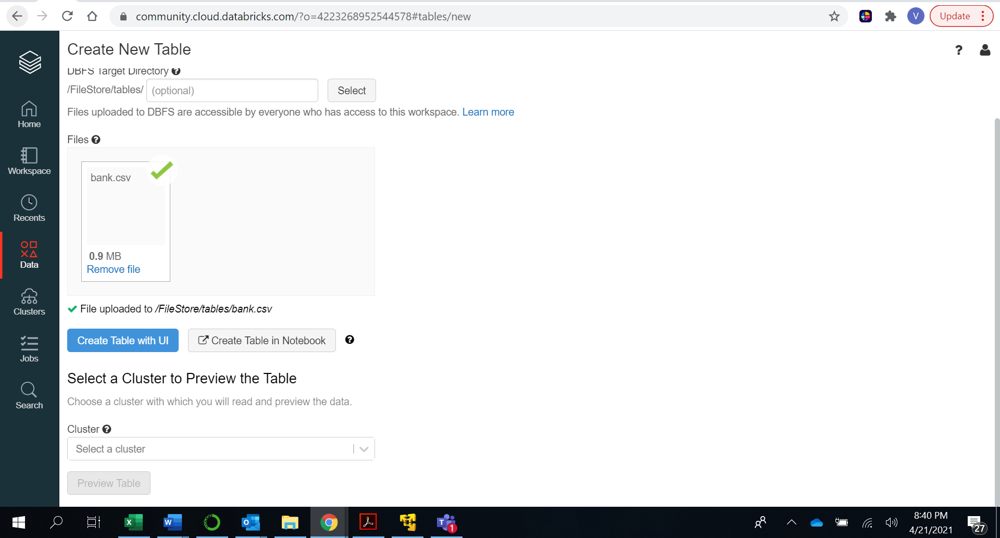 community.cloud.databricks.com/?o=4223268952544578#tables/new
V
Update
Create New Table
DBFS Target Directory
/FileStore/tables/
(optional)
Select
Files uploaded to DBFS are accessible by everyone who has access to this workspace. Learn more
Home
Files
Workspace
bank.csv
Recents
0.9 MB
Remove file
Data
Clusters
File uploaded to /FileStore/tables/bank.csv
Create Table with UI
Create Table in Notebook
Jobs
Select a Cluster to Preview the Table
Choose a cluster with which you will read and preview the data.
Search
Cluster
Select a cluster
Preview Table
8:40 PM
4/21/2021
27
1